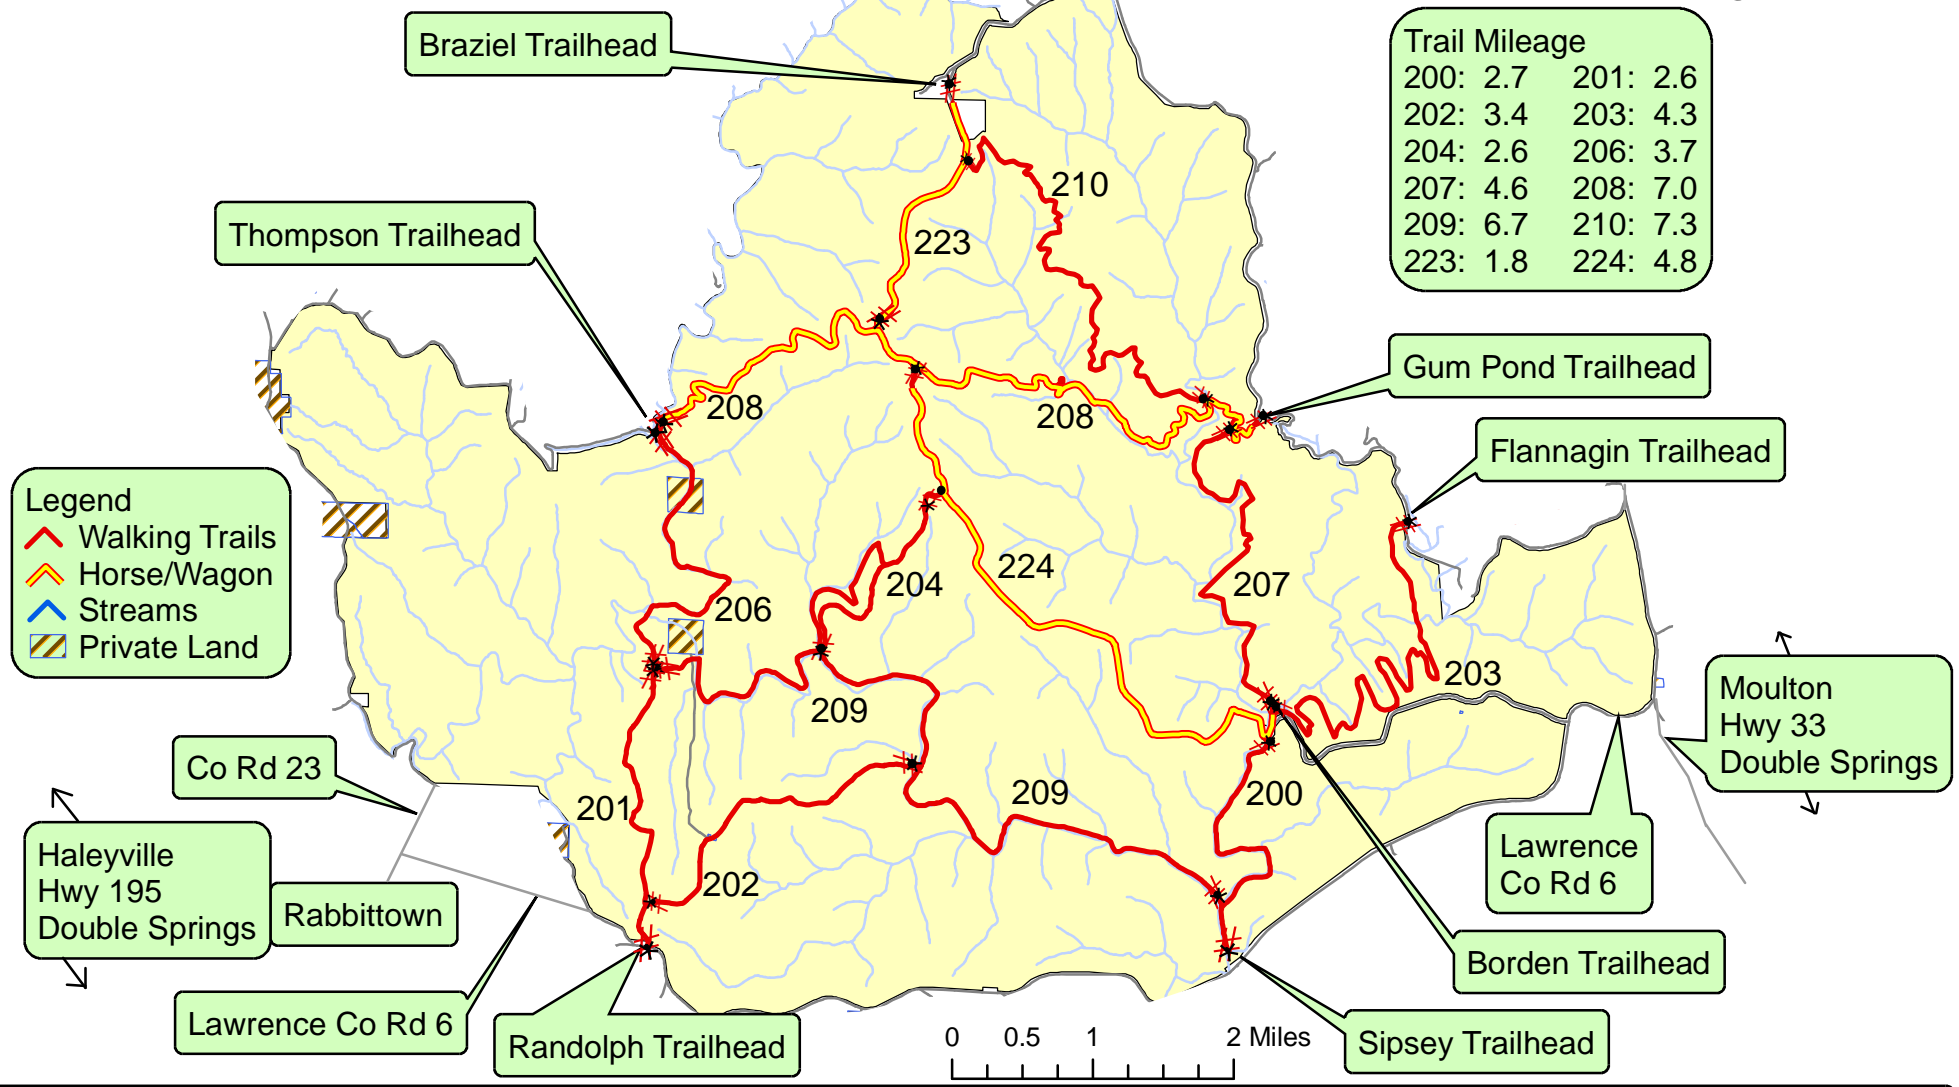 Braziel Trailhead
Trail Mileage
200: 2.7 201: 2.6
202: 3.4 203: 4.3
204: 2.6 206: 3.7
207: 4.6 208: 7.0
209: 6.7 210: 7.3
223: 1.8 224: 4.8
210
Thompson Trailhead
223
Gum Pond Trailhead
208
208
Flannagin Trailhead
Legend
Walking Trails
Horse/Wagon
Streams
Private Land
224
204
207
206
203
209
Moulton
Hwy 33
Double Springs
Co Rd 23
201
209
200
Haleyville
Hwy 195
Double Springs
Rabbittown
202
Lawrence
Co Rd 6
Borden Trailhead
Lawrence Co Rd 6
Randolph Trailhead
0 0.5 1 2 Miles
Sipsey Trailhead